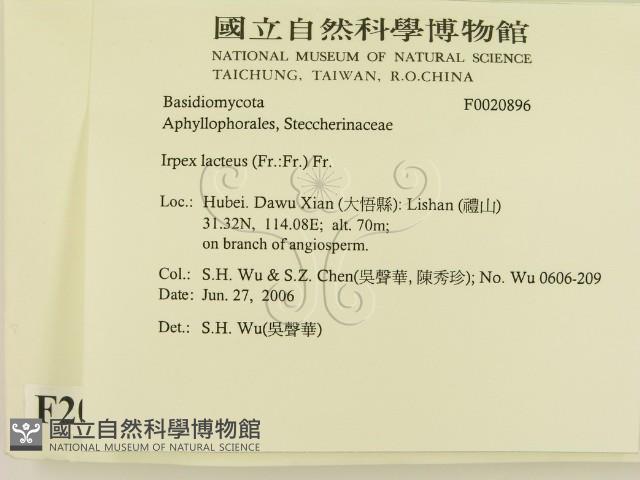 國立自然科學博物館
NATIONAL MUSEUM OF NATURAL SCIENCE
TAICHUNG, TAIWAN, R.O.CHINA
Basidiomycota F0020896
Aphyllophorales, Steccherinaceae
Irpex lacteus (Fr.:Fr.) Fr.
Loc.: Hubei. Dawu Xian (大悟縣): Lishan (禮山)
31.32N, 114.08E; alt. 70m;
on branch of angiosperm.
Col.: S.H. Wu & S.Z. Chen(吳聲華, 陳秀珍); No. Wu 0606-209
Date: Jun. 27, 2006
Det.: S.H. Wu(吳聲華)
F20
國立自然科學博物館
NATIONAL MUSEUM OF NATURAL SCIENCE